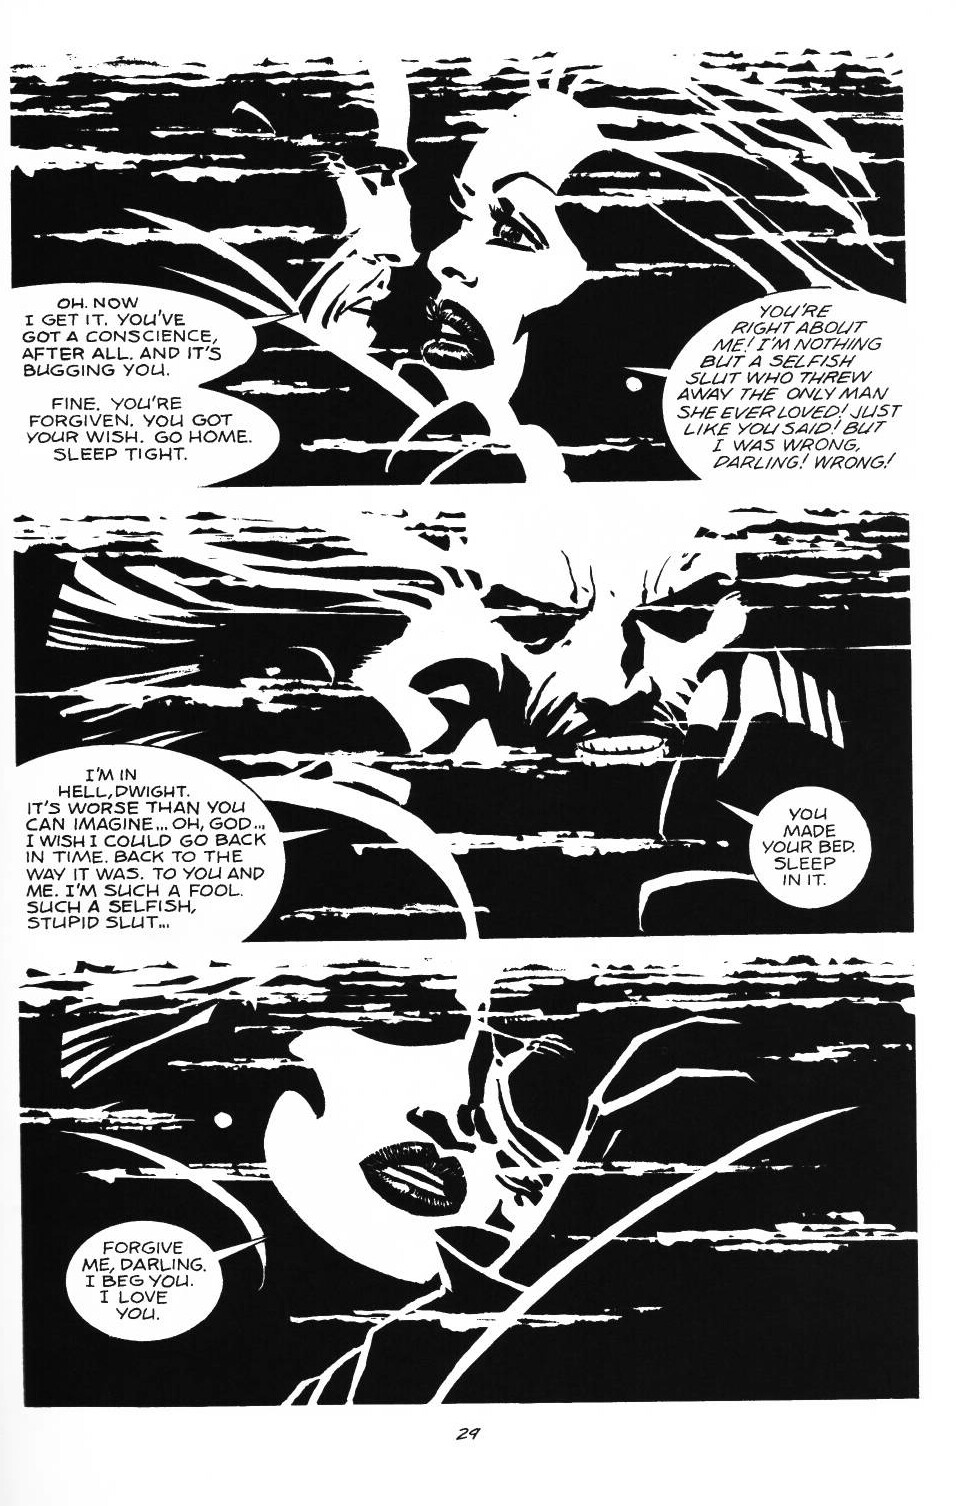 OH. NOW
I GET IT. YOU'VE
GOT A CONSCIENCE,
AFTER ALL. AND IT'S
BUGGING YOU.
FINE. YOU'RE
FORGIVEN. YOU GOT
YOUR WISH. GO HOME.
SLEEP TIGHT.
YOU'RE
RIGHT ABOUT
ME! I'M NOTHING
BUT A SELFISH
SLUT WHO THREW
AWAY THE ONLY MAN
SHE EVER LOVED! JUST
LIKE YOU SAID! BUT
I WAS WRONG,
DARLING! WRONG!
I'M IN
HELL, DWIGHT.
IT'S WORSE THAN YOU
CAN IMAGINE... OH, GOD...
I WISH I COULD GO BACK
IN TIME. BACK TO THE
WAY IT WAS. TO YOU AND
ME. I'M SUCH A FOOL.
SUCH A SELFISH,
STUPID SLUT...
YOU
MADE
YOUR BED.
SLEEP
IN IT.
FORGIVE
ME, DARLING.
I BEG YOU.
I LOVE
YOU.
29